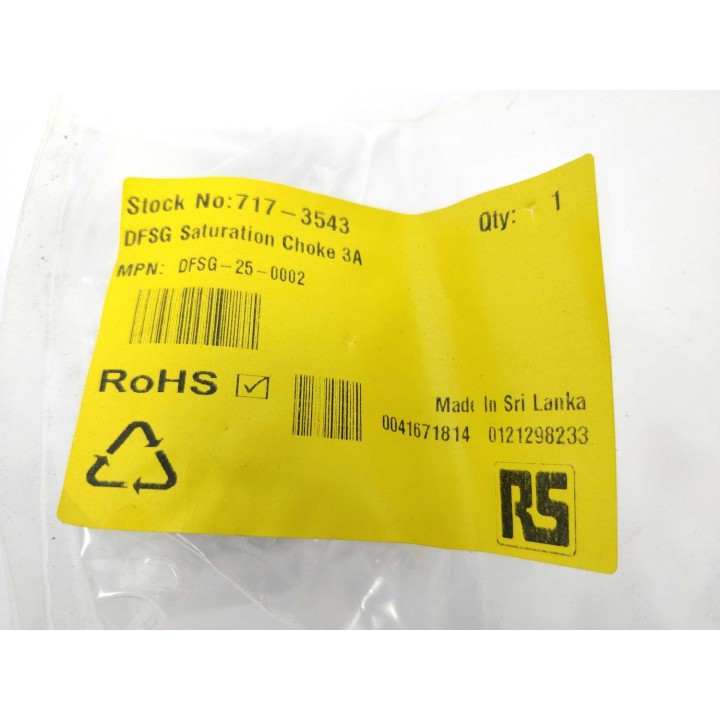 Stock No:717-3543 Qty: 1
DFSG Saturation Choke 3A
MPN: DFSG-25-0002
RoHS
Made In Sri Lanka
0041671814 0121298233
RS